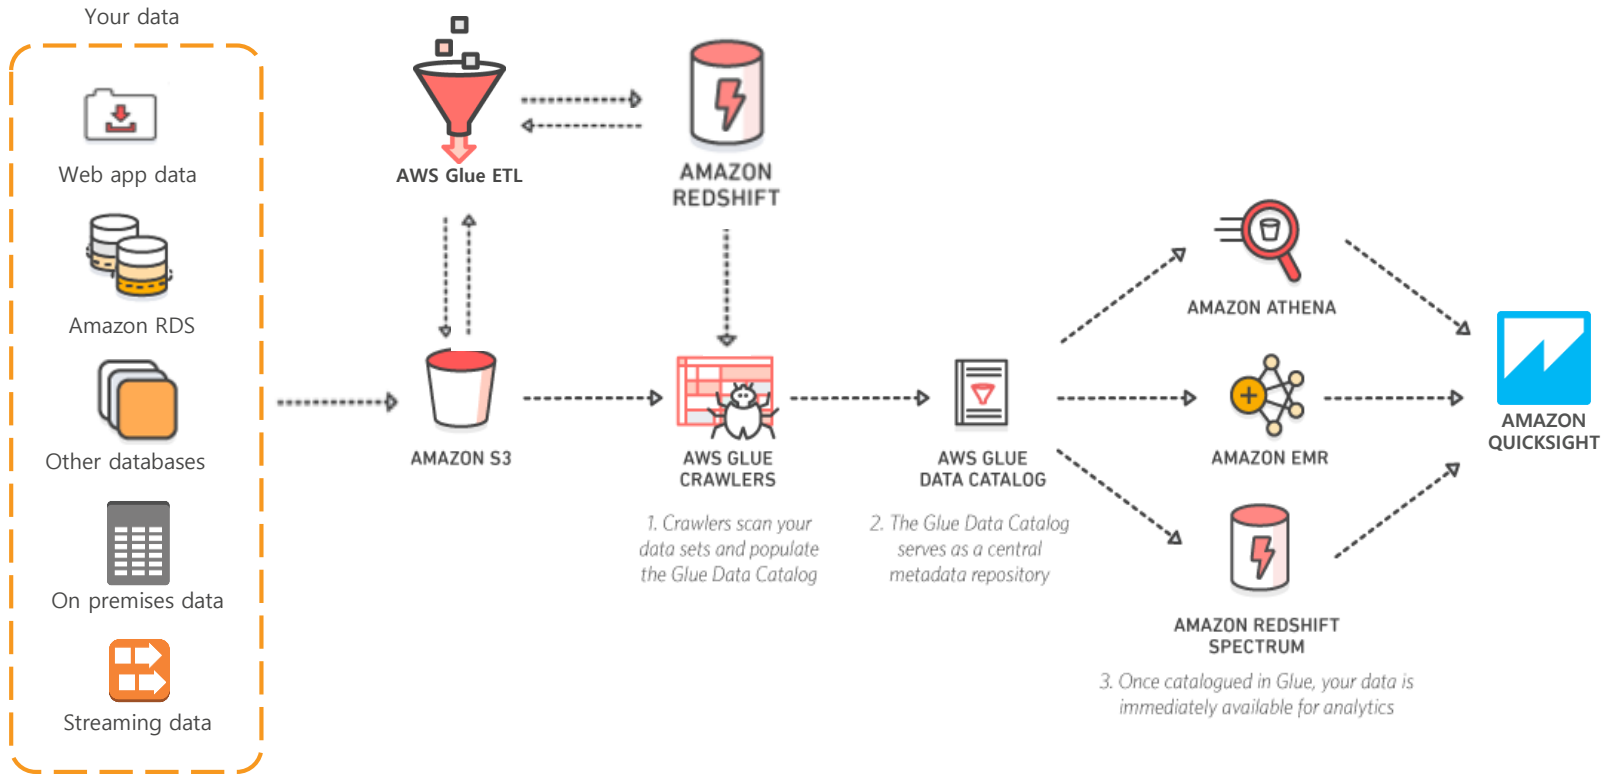 Your data
Web app data
Amazon RDS
Other databases
On premises data
Streaming data
AWS Glue ETL
AMAZON
REDSHIFT
AMAZON S3
AWS GLUE
CRAWLERS
1. Crawlers scan your
data sets and populate
the Glue Data Catalog
AWS GLUE
DATA CATALOG
2. The Glue Data Catalog
serves as a central
metadata repository
AMAZON ATHENA
AMAZON EMR
AMAZON REDSHIFT
SPECTRUM
3. Once catalogued in Glue, your data is
immediately available for analytics
AMAZON
QUICKSIGHT